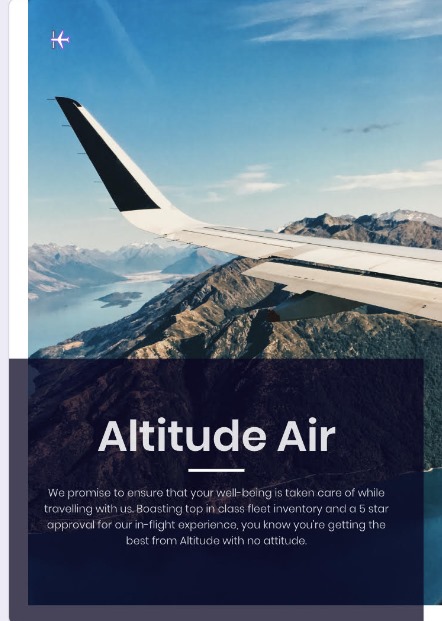 Altitude Air
We promise to ensure that your well-being is taken care of while
travelling with us. Boasting top in class fleet inventory and a 5 star
approval for our in-flight experience, you know you're getting the
best from Altitude with no attitude.